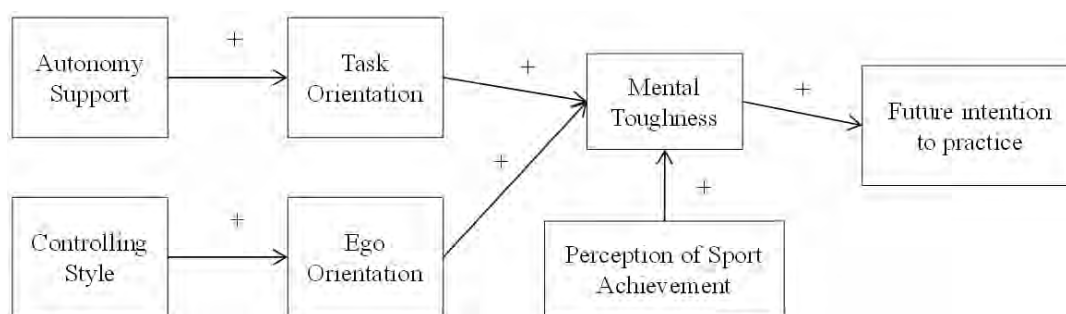 Autonomy
Support
+
Task
Orientation
+
Mental
Toughness
+
Future intention
to practice
Controlling
Style
+
Ego
Orientation
+
Perception of Sport
Achievement
+